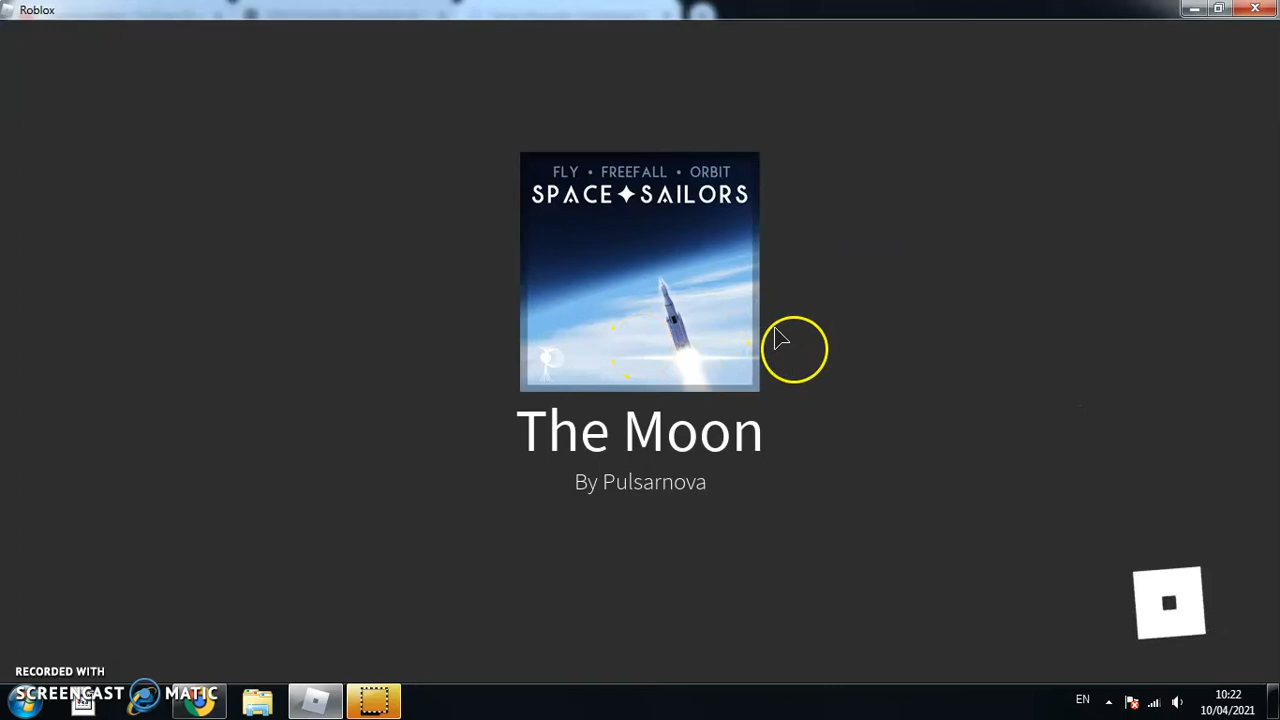 Roblox
FLY • FREEFALL • ORBIT
SPACE✦SAILORS
The Moon
By Pulsarnova
RECORDED WITH
SCREENCAST MATIC
EN
10:22
10/04/2021